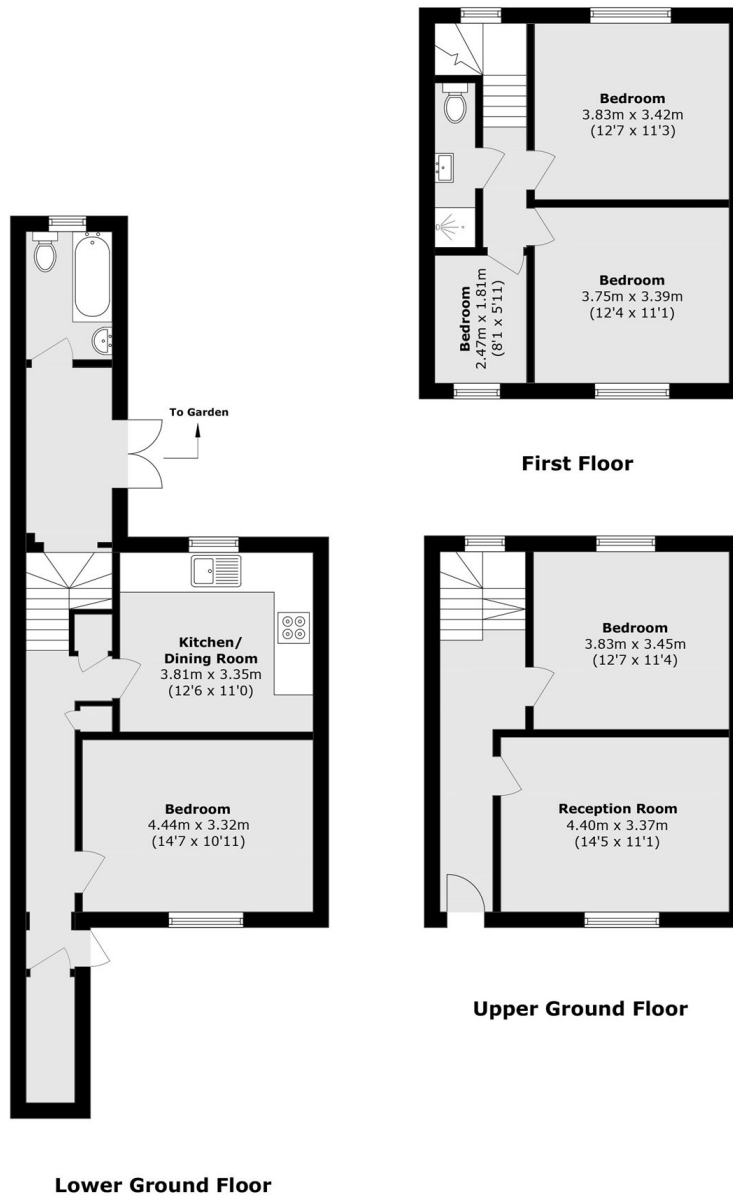 Bedroom
3.83m x 3.42m
(12'7 x 11'3)
Bedroom
3.75m x 3.39m
(12'4 x 11'1)
Bedroom
2.47m x 1.81m
(8'1 x 5'11)
First Floor
To Garden
Kitchen/
Dining Room
3.81m x 3.35m
(12'6 x 11'0)
Bedroom
4.44m x 3.32m
(14'7 x 10'11)
Lower Ground Floor
Bedroom
3.83m x 3.45m
(12'7 x 11'4)
Reception Room
4.40m x 3.37m
(14'5 x 11'1)
Upper Ground Floor